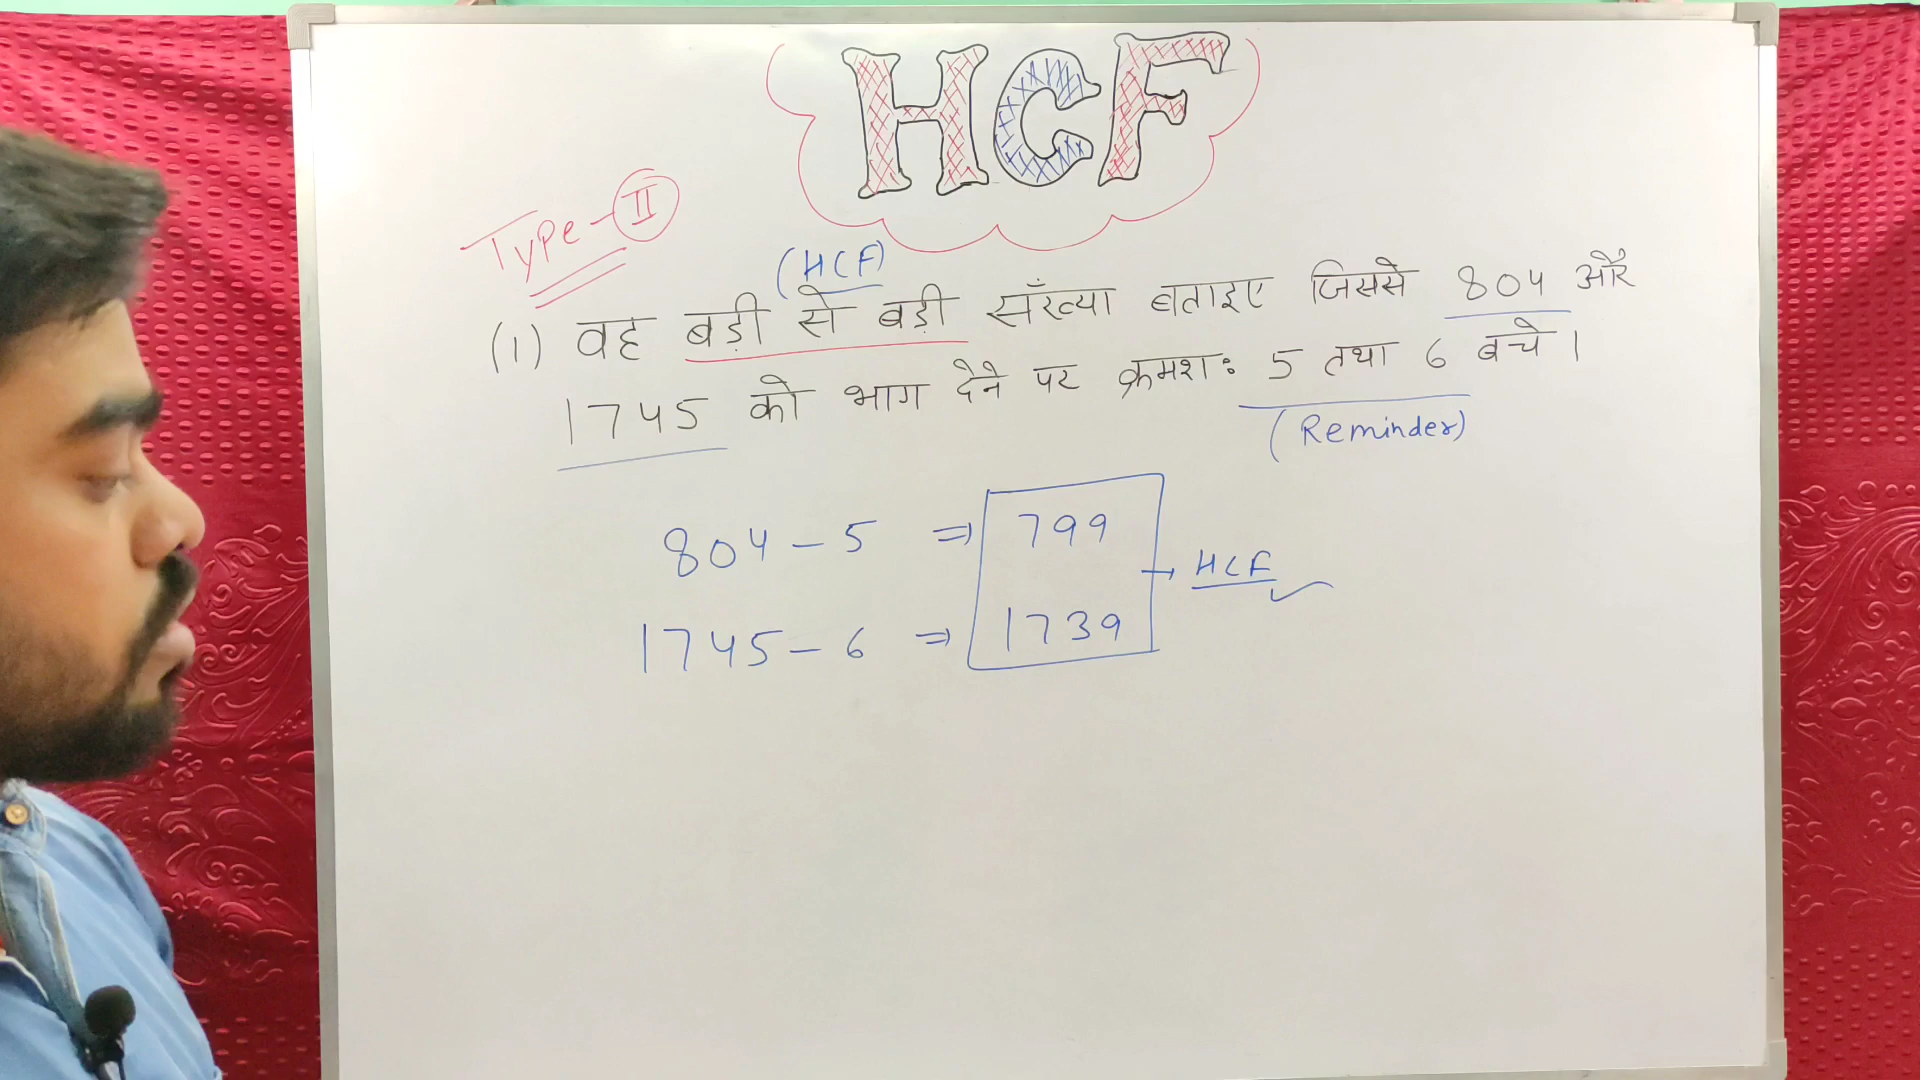 HCF
Type-II
(HCF)
(1) वह बड़ी से बड़ी सँख्या बताइए जिससे 804 और
1745 को भाग देने पर क्रमशः 5 तथा 6 बचे।
(Reminder)
804 - 5 ⇒ 799
→ HCF
1745 - 6 ⇒ 1739